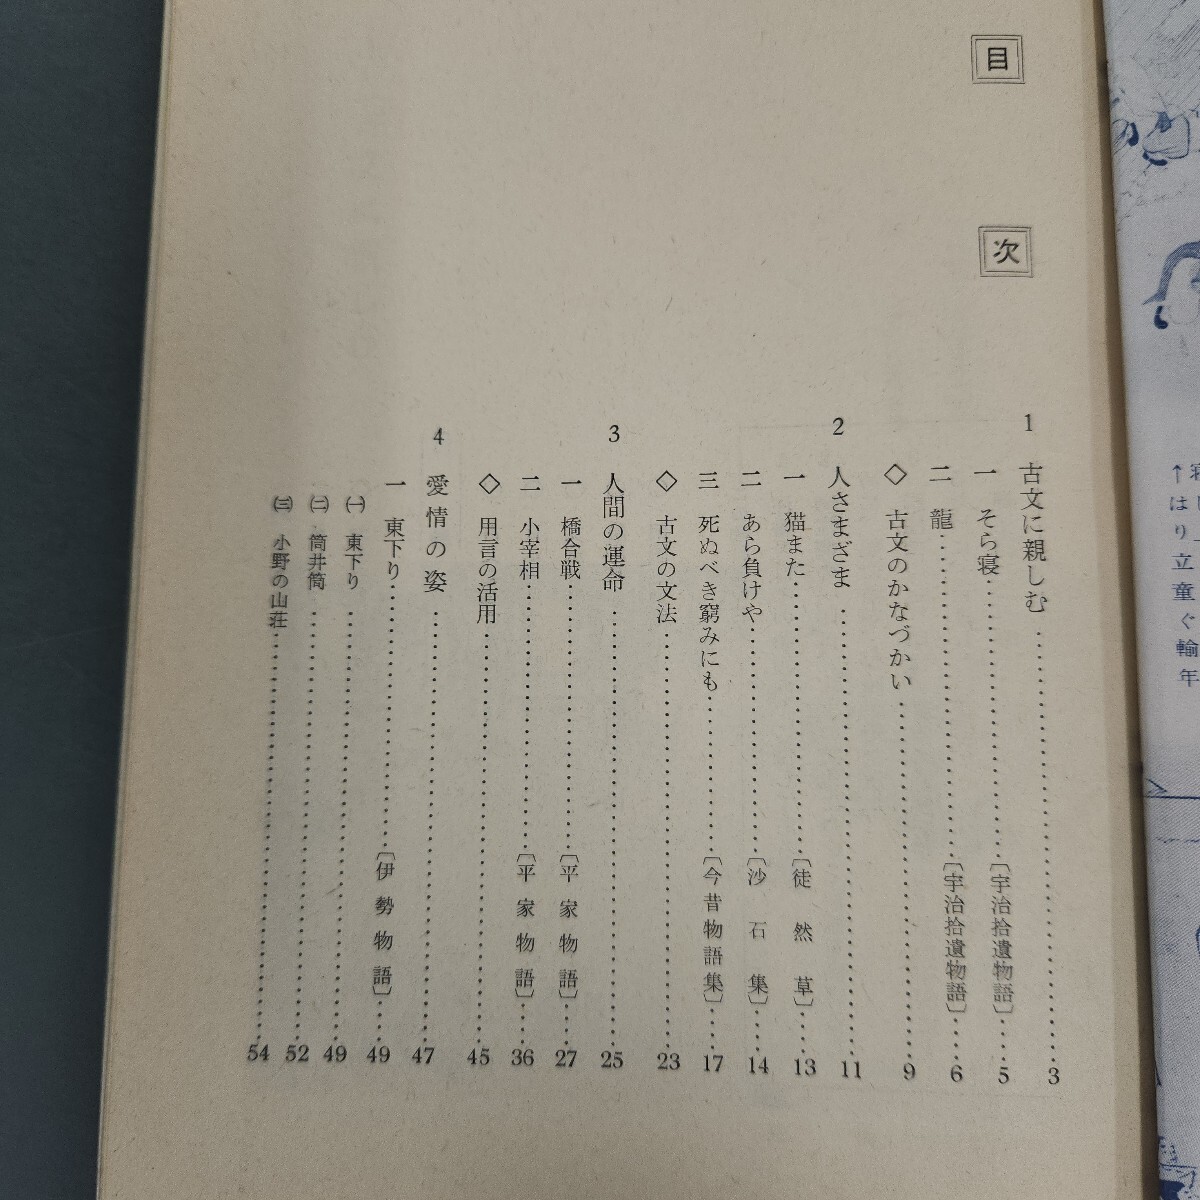 目次
1 古文に親しむ 3
一 そら寝 〔宇治拾遺物語〕 5
二 龍 〔宇治拾遺物語〕 6
◇ 古文のかなづかい 9
2 人さまざま 11
一 猫また 〔徒然草〕 13
二 あら負けや 〔沙石集〕 14
三 死ぬべき窮みにも 〔今昔物語集〕 17
◇ 古文の文法 23
3 人間の運命 25
一 橋合戦 〔平家物語〕 27
二 小宰相 〔平家物語〕 36
◇ 用言の活用 45
4 愛情の姿 47
一 東下り 〔伊勢物語〕 49
㈠ 東下り 49
㈡ 筒井筒 52
㈢ 小野の山荘 54